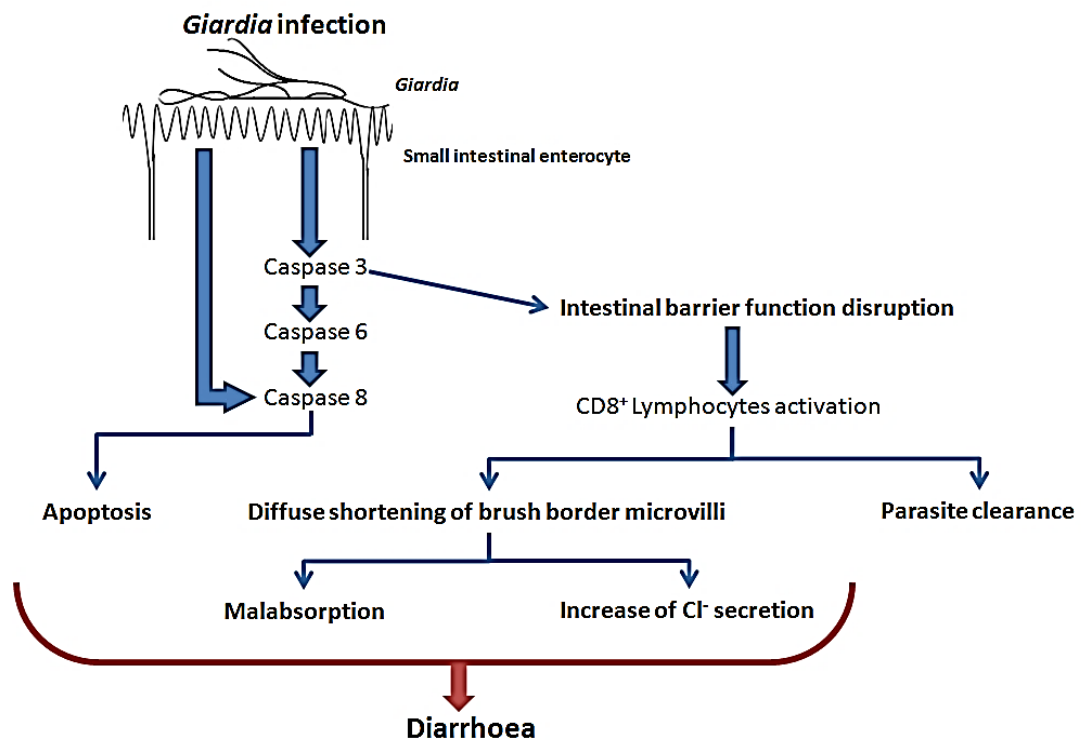 Giardia infection
Giardia
Small intestinal enterocyte
Caspase 3
Intestinal barrier function disruption
Caspase 6
Caspase 8
CD8⁺ Lymphocytes activation
Apoptosis
Diffuse shortening of brush border microvilli
Parasite clearance
Malabsorption
Increase of Cl⁻ secretion
Diarrhoea